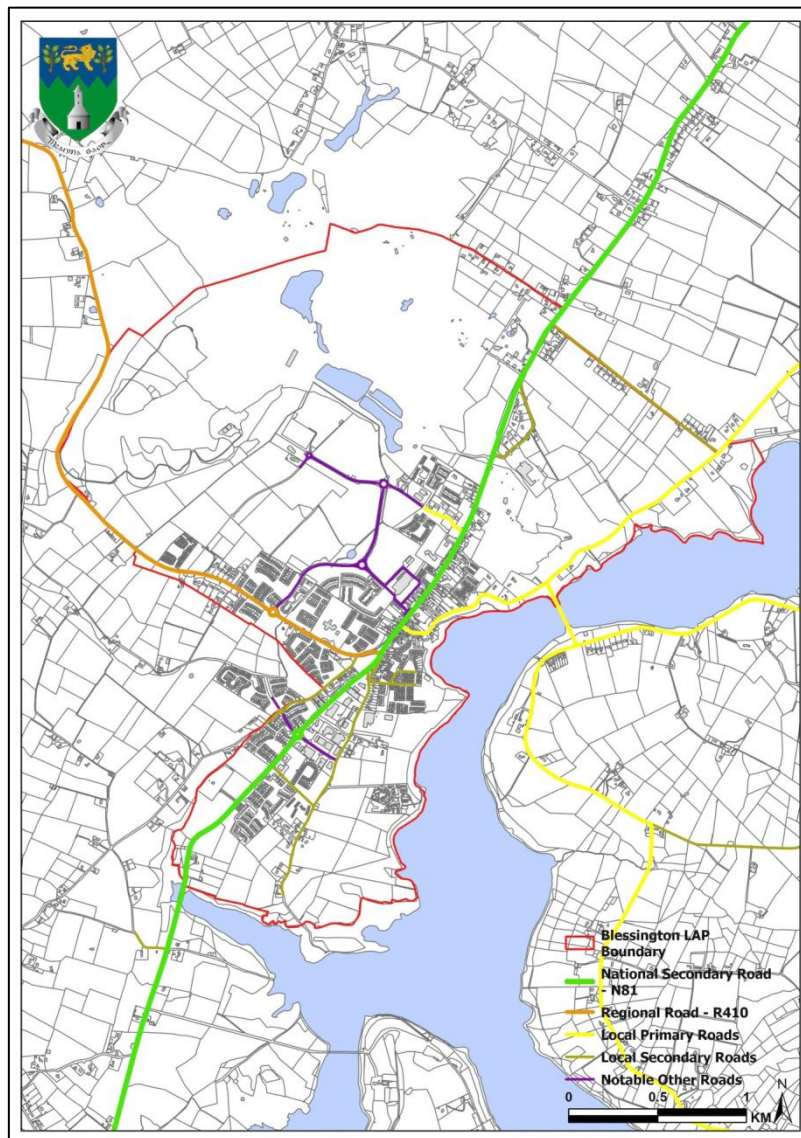 Blessington LAP
Boundary
National Secondary Road
- N81
Regional Road - R410
Local Primary Roads
Local Secondary Roads
Notable Other Roads
N
0 0.5 1
KM